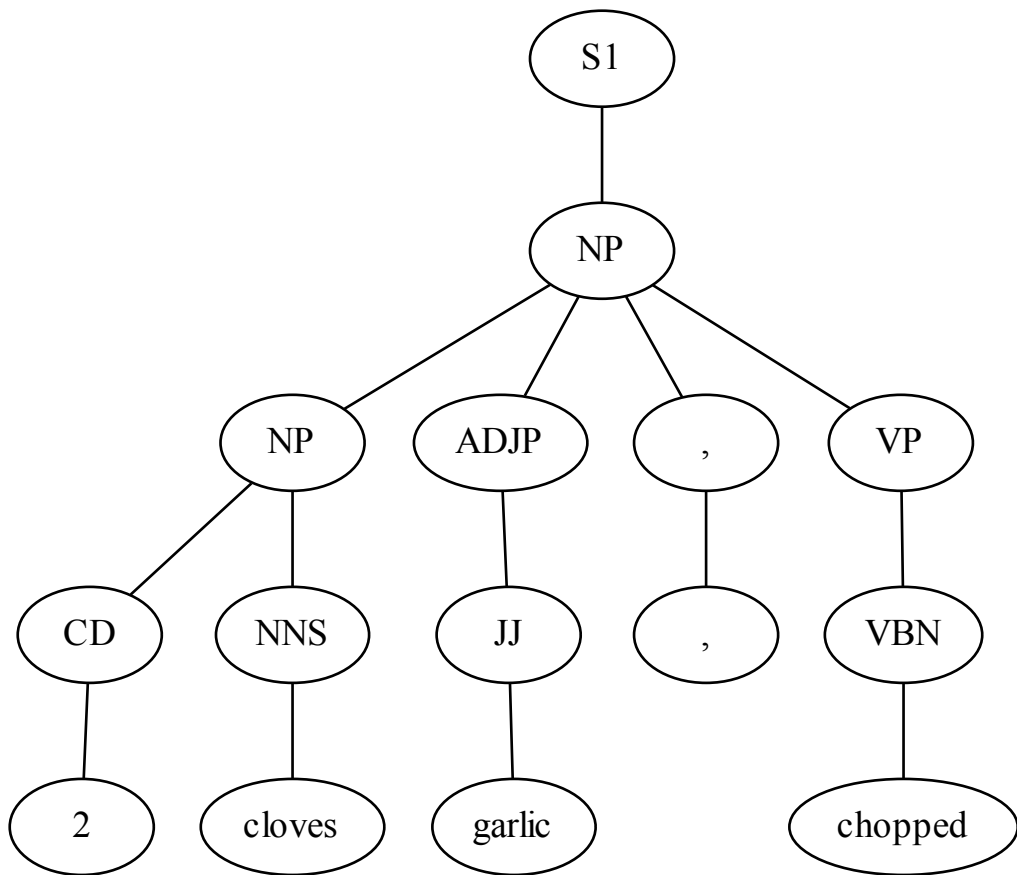 S1
NP
NP ADJP , VP
CD NNS JJ , VBN
2 cloves garlic chopped